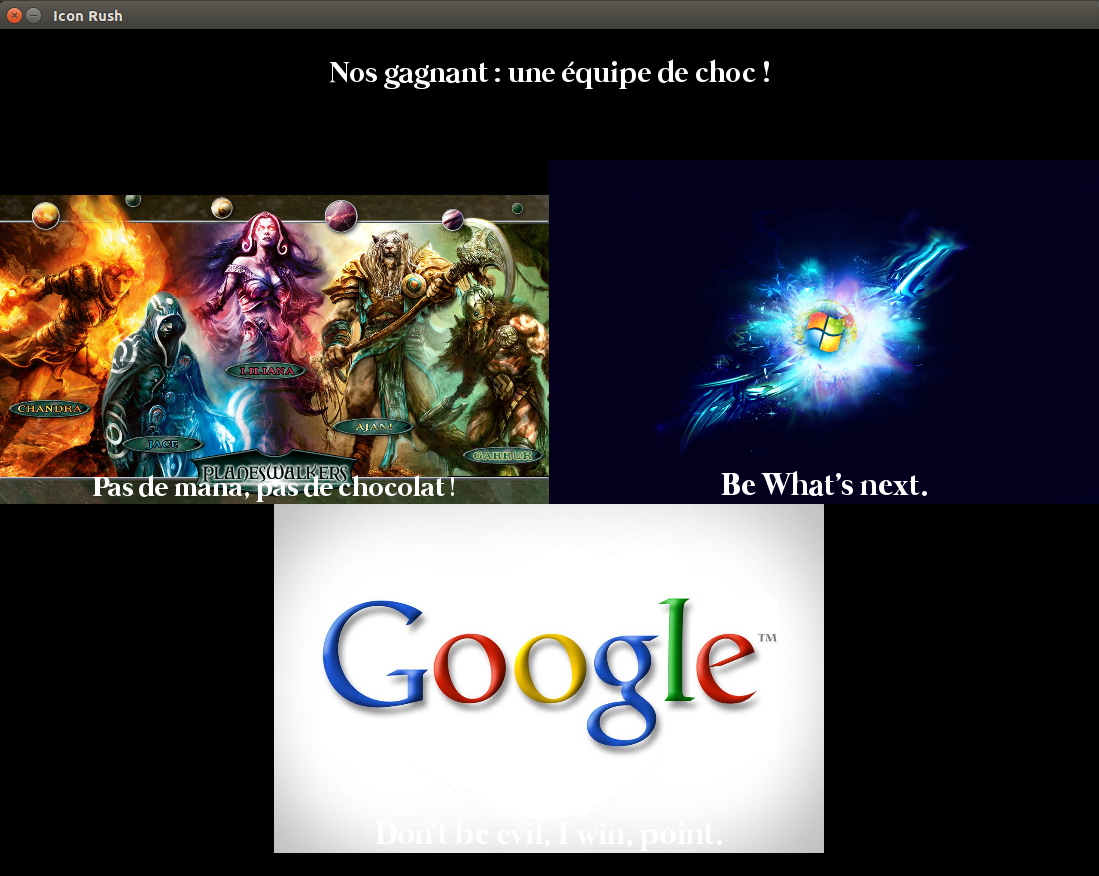 Icon Rush
Nos gagnant : une équipe de choc !
LILIANA
CHANDRA
AJANI
JACE
GARRUK
PLANESWALKERS
Pas de mana, pas de chocolat !
Be What's next.
Google™
Don't be evil, I win, point.